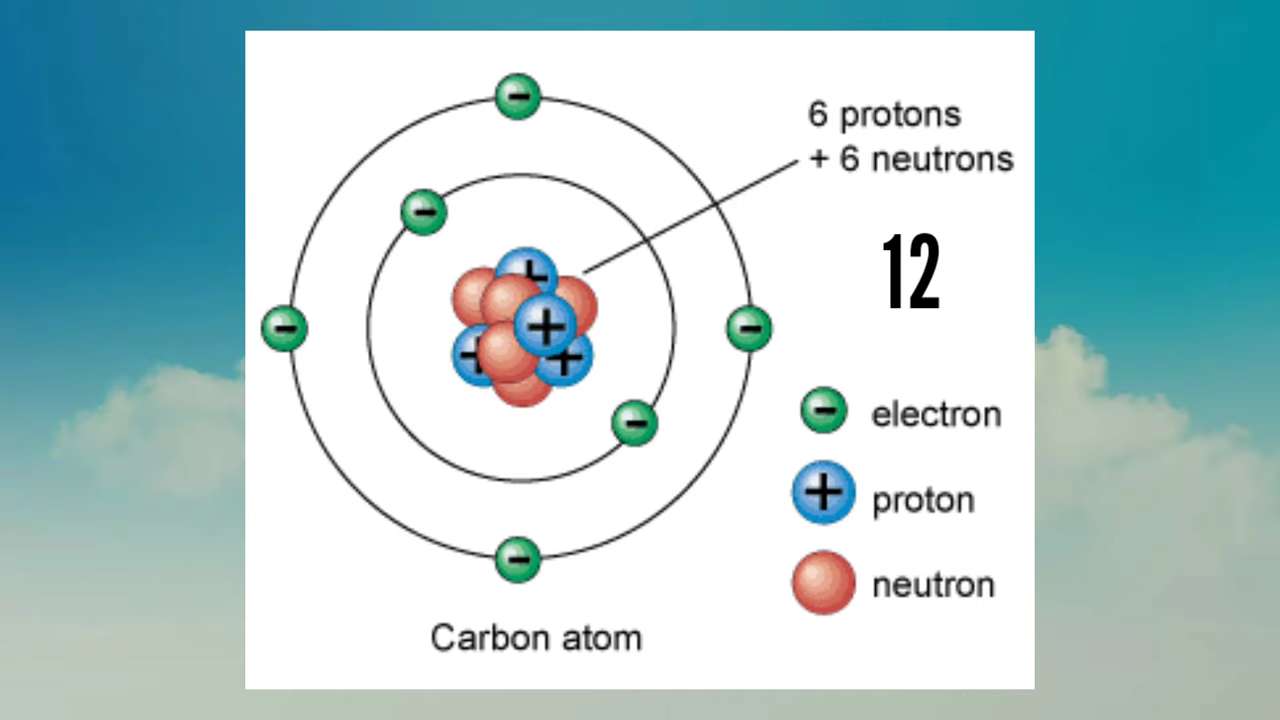 6 protons
+ 6 neutrons
12
electron
proton
neutron
Carbon atom